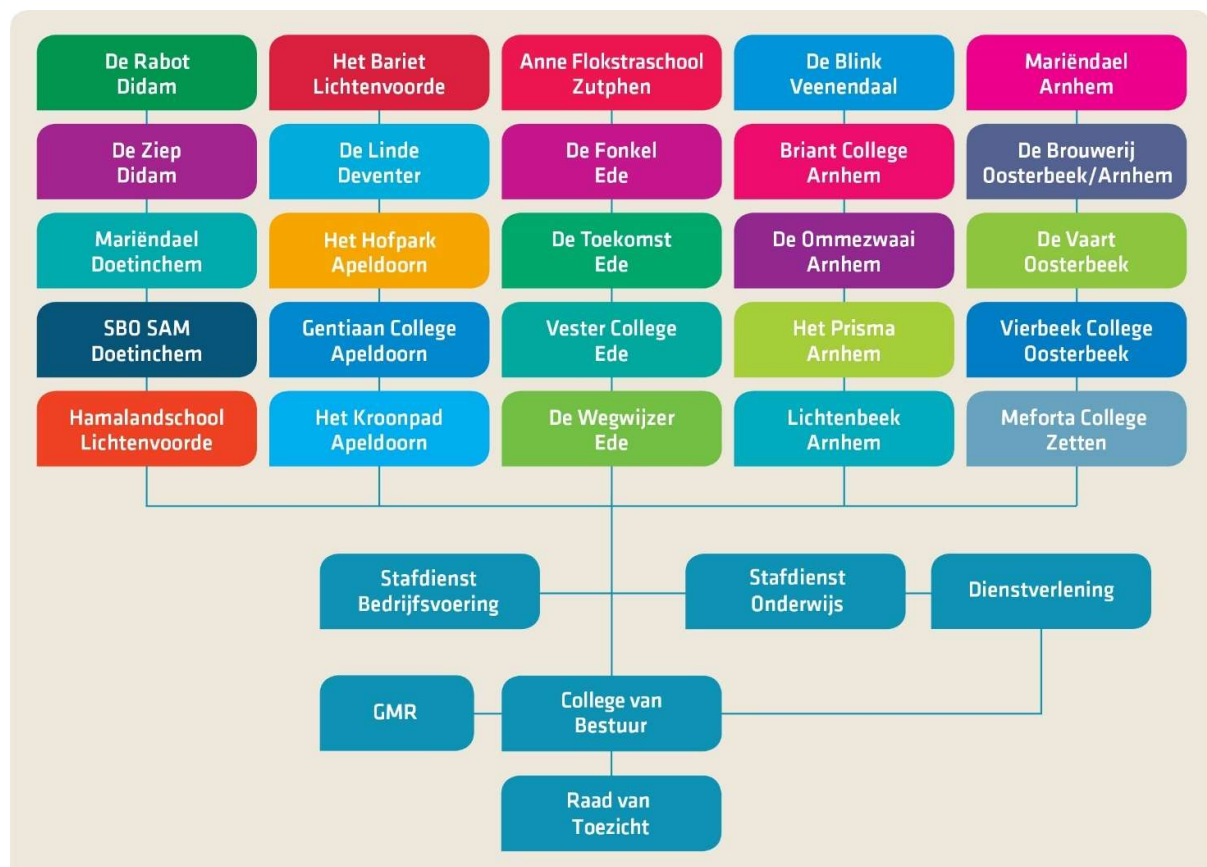 De Rabot
Didam
Het Bariet
Lichtenvoorde
Anne Flokstraschool
Zutphen
De Blink
Veenendaal
Mariëndael
Arnhem
De Ziep
Didam
De Linde
Deventer
De Fonkel
Ede
Briant College
Arnhem
De Brouwerij
Oosterbeek/Arnhem
Mariëndael
Doetinchem
Het Hofpark
Apeldoorn
De Toekomst
Ede
De Ommezwaai
Arnhem
De Vaart
Oosterbeek
SBO SAM
Doetinchem
Gentiaan College
Apeldoorn
Vester College
Ede
Het Prisma
Arnhem
Vierbeek College
Oosterbeek
Hamalandschool
Lichtenvoorde
Het Kroonpad
Apeldoorn
De Wegwijzer
Ede
Lichtenbeek
Arnhem
Meforta College
Zetten
Stafdienst
Bedrijfsvoering
Stafdienst
Onderwijs
Dienstverlening
GMR
College van
Bestuur
Raad van
Toezicht